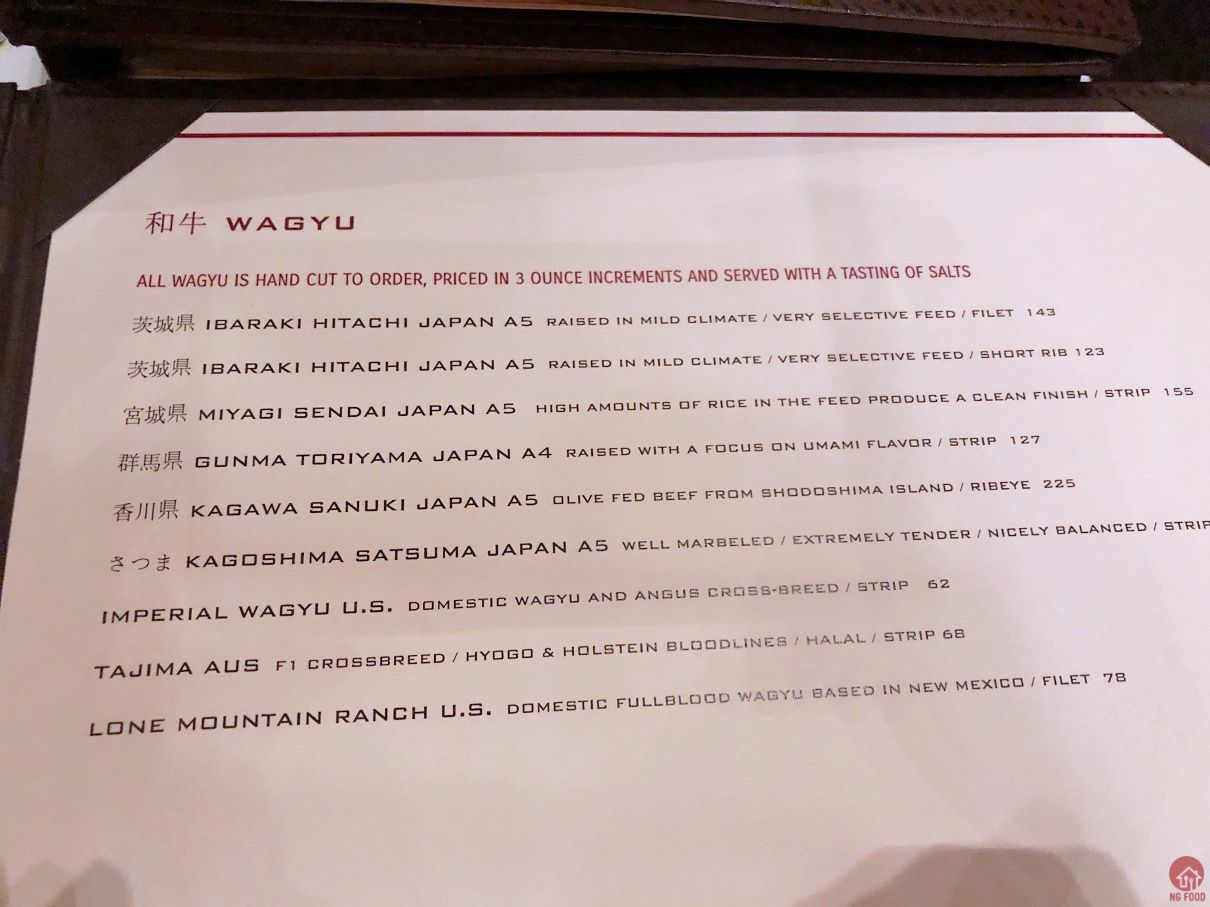 和牛 WAGYU
ALL WAGYU IS HAND CUT TO ORDER, PRICED IN 3 OUNCE INCREMENTS AND SERVED WITH A TASTING OF SALTS
茨城県 IBARAKI HITACHI JAPAN A5 RAISED IN MILD CLIMATE / VERY SELECTIVE FEED / FILET 143
茨城県 IBARAKI HITACHI JAPAN A5 RAISED IN MILD CLIMATE / VERY SELECTIVE FEED / SHORT RIB 123
宮城県 MIYAGI SENDAI JAPAN A5 HIGH AMOUNTS OF RICE IN THE FEED PRODUCE A CLEAN FINISH / STRIP 155
群馬県 GUNMA TORIYAMA JAPAN A4 RAISED WITH A FOCUS ON UMAMI FLAVOR / STRIP 127
香川県 KAGAWA SANUKI JAPAN A5 OLIVE FED BEEF FROM SHODOSHIMA ISLAND / RIBEYE 225
さつま KAGOSHIMA SATSUMA JAPAN A5 WELL MARBELED / EXTREMELY TENDER / NICELY BALANCED / STRIP
IMPERIAL WAGYU U.S. DOMESTIC WAGYU AND ANGUS CROSS-BREED / STRIP 62
TAJIMA AUS F1 CROSSBREED / HYOGO & HOLSTEIN BLOODLINES / HALAL / STRIP 68
LONE MOUNTAIN RANCH U.S. DOMESTIC FULLBLOOD WAGYU BASED IN NEW MEXICO / FILET 78
NG FOOD